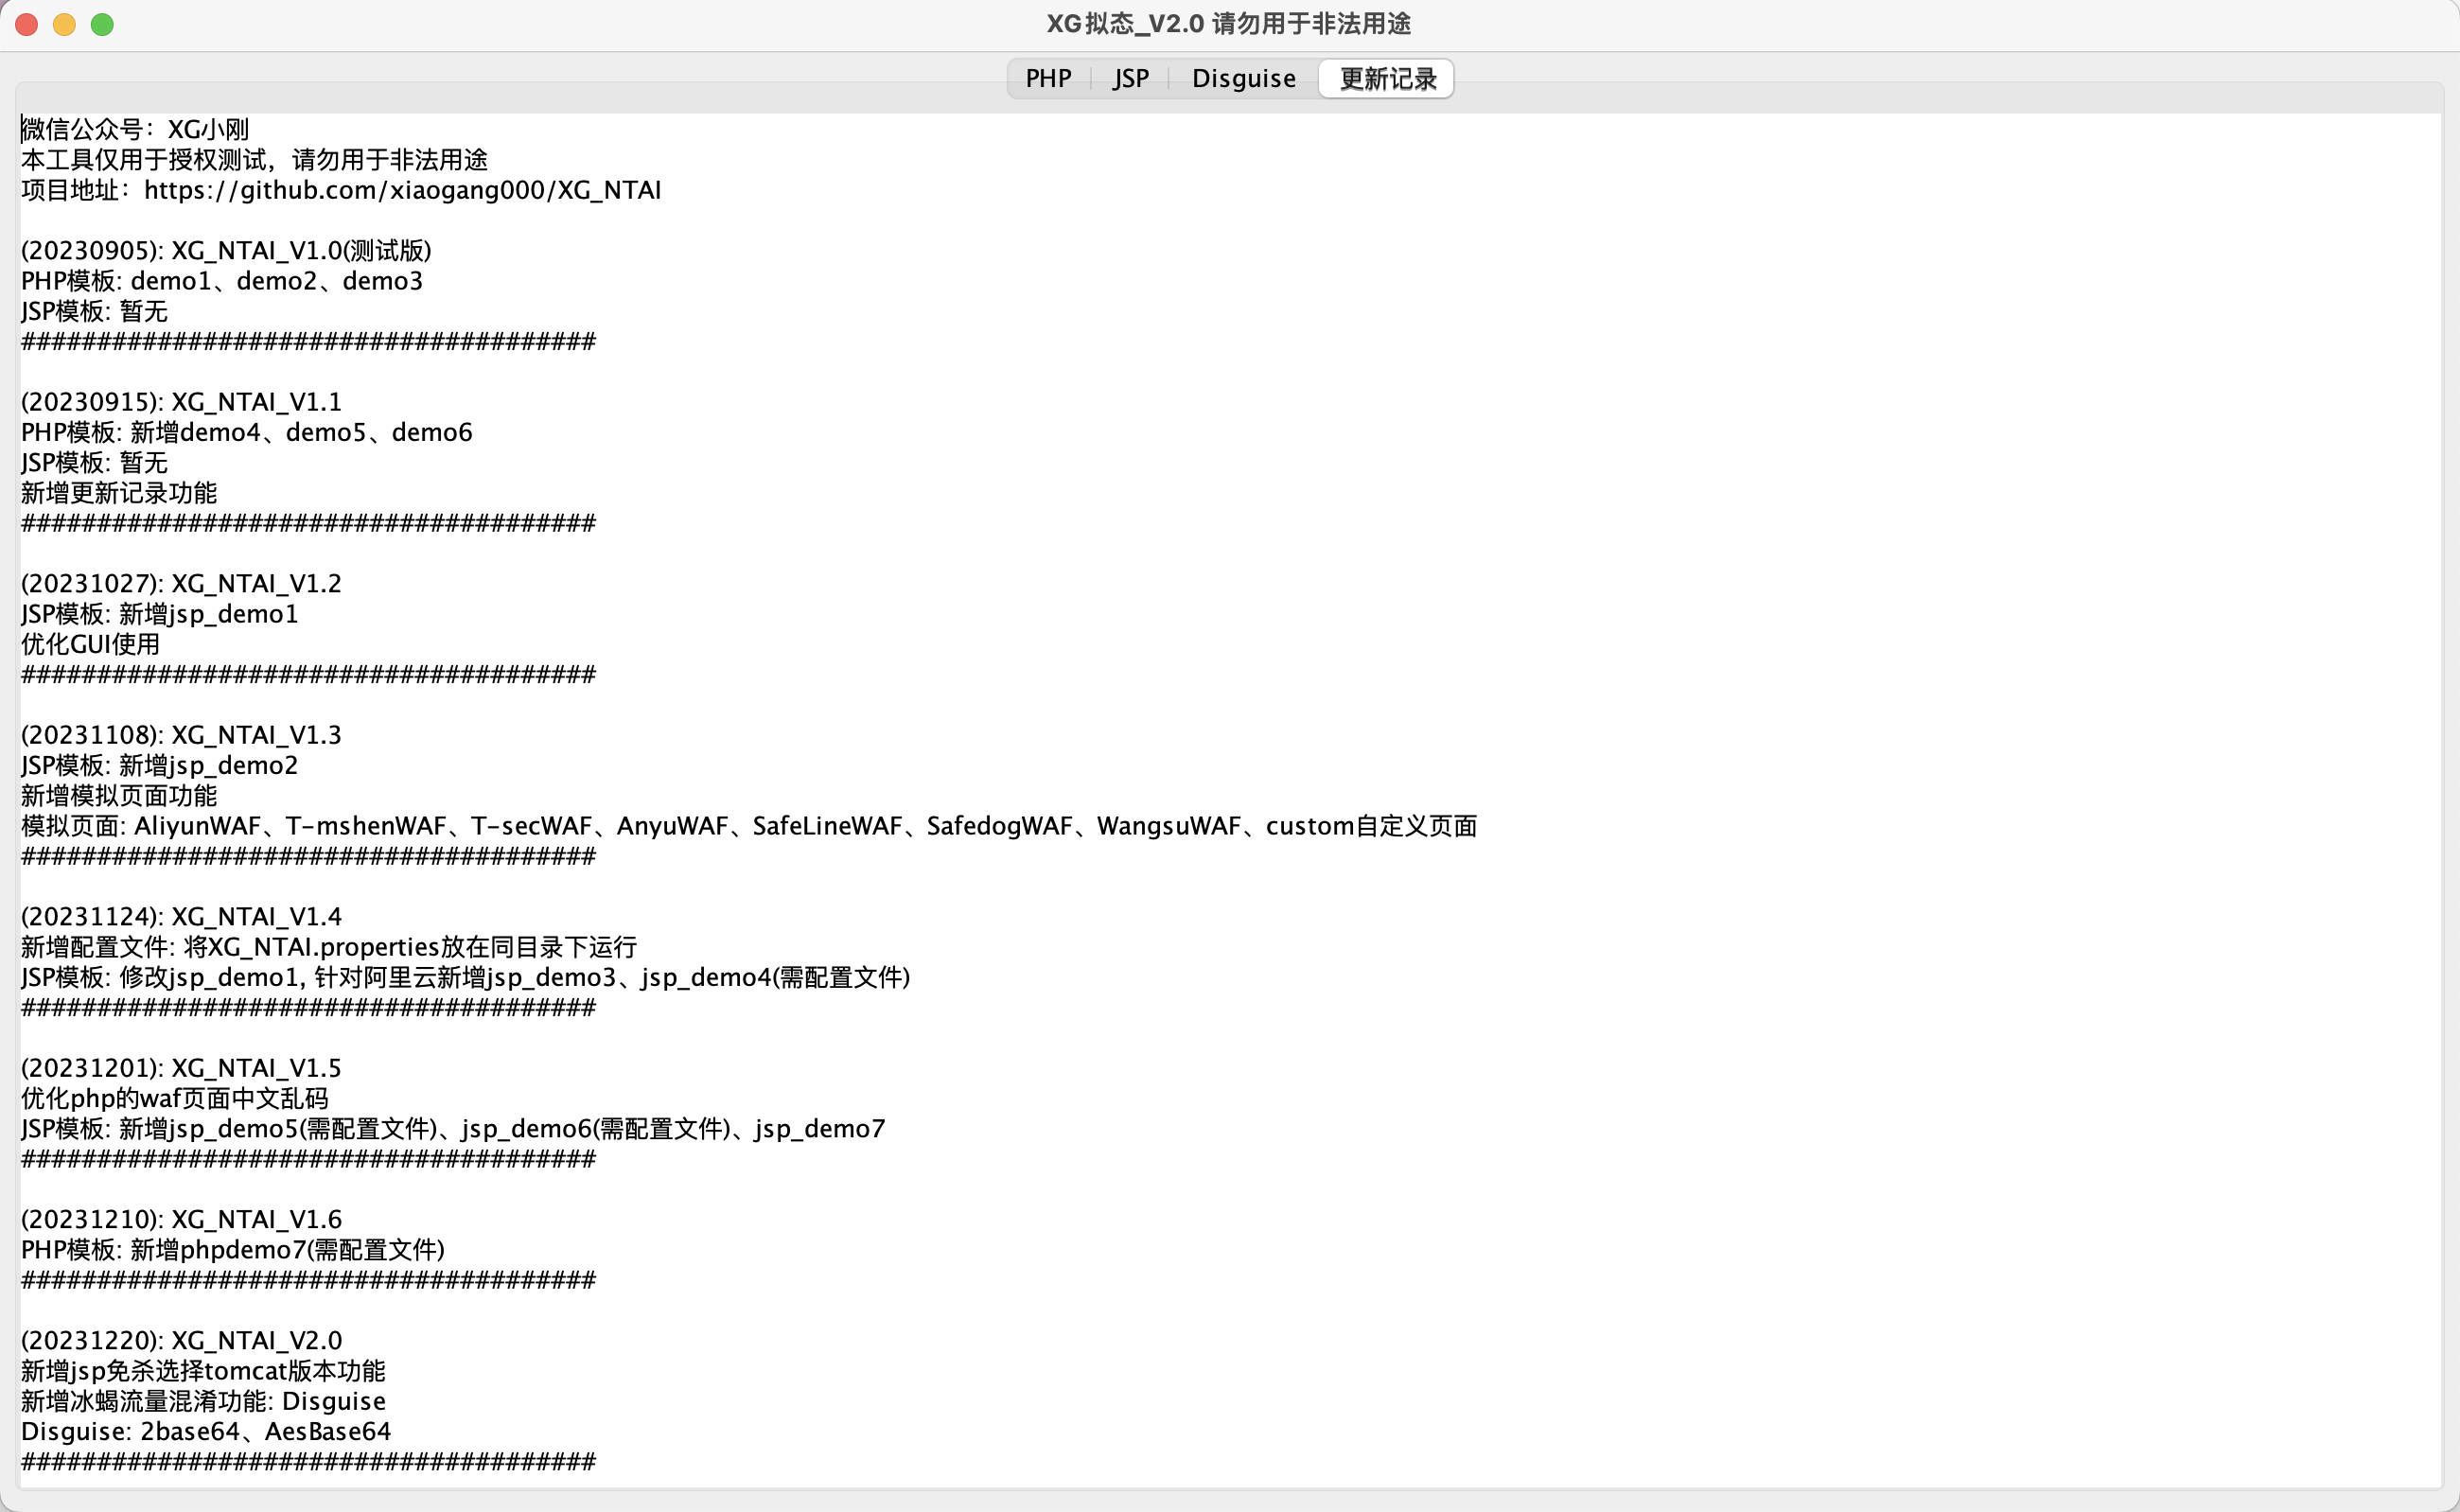 XG拟态_V2.0 请勿用于非法用途
PHP JSP Disguise 更新记录
微信公众号：XG小刚
本工具仅用于授权测试，请勿用于非法用途
项目地址：https://github.com/xiaogang000/XG_NTAI
(20230905): XG_NTAI_V1.0(测试版)
PHP模板: demo1、demo2、demo3
JSP模板: 暂无
######################################
(20230915): XG_NTAI_V1.1
PHP模板: 新增demo4、demo5、demo6
JSP模板: 暂无
新增更新记录功能
######################################
(20231027): XG_NTAI_V1.2
JSP模板: 新增jsp_demo1
优化GUI使用
######################################
(20231108): XG_NTAI_V1.3
JSP模板: 新增jsp_demo2
新增模拟页面功能
模拟页面: AliyunWAF、T-mshenWAF、T-secWAF、AnyuWAF、SafeLineWAF、SafedogWAF、WangsuWAF、custom自定义页面
######################################
(20231124): XG_NTAI_V1.4
新增配置文件: 将XG_NTAI.properties放在同目录下运行
JSP模板: 修改jsp_demo1, 针对阿里云新增jsp_demo3、jsp_demo4(需配置文件)
######################################
(20231201): XG_NTAI_V1.5
优化php的waf页面中文乱码
JSP模板: 新增jsp_demo5(需配置文件)、jsp_demo6(需配置文件)、jsp_demo7
######################################
(20231210): XG_NTAI_V1.6
PHP模板: 新增phpdemo7(需配置文件)
######################################
(20231220): XG_NTAI_V2.0
新增jsp免杀选择tomcat版本功能
新增冰蝎流量混淆功能: Disguise
Disguise: 2base64、AesBase64
######################################